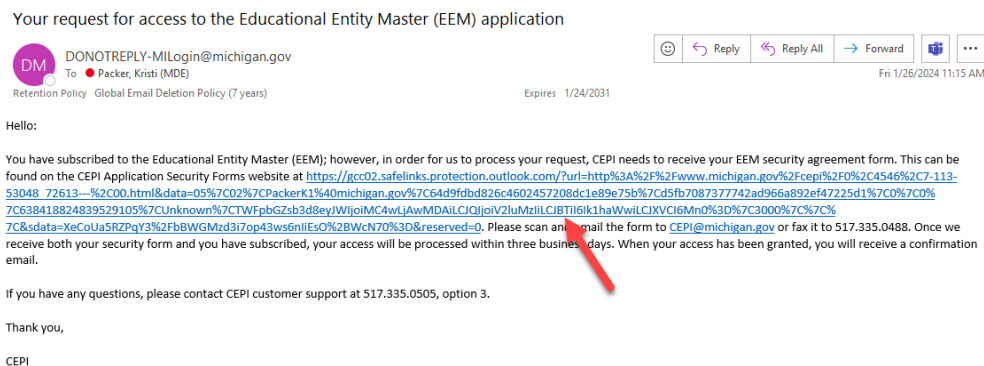 Your request for access to the Educational Entity Master (EEM) application
DM
DONOTREPLY-MILogin@michigan.gov
To Packer, Kristi (MDE)
Reply
Reply All
Forward
Fri 1/26/2024 11:15 AM
Retention Policy Global Email Deletion Policy (7 years)
Expires 1/24/2031
Hello:
You have subscribed to the Educational Entity Master (EEM); however, in order for us to process your request, CEPI needs to receive your EEM security agreement form. This can be
found on the CEPI Application Security Forms website at https://gcc02.safelinks.protection.outlook.com/?url=http%3A%2F%2Fwww.michigan.gov%2Fcepi%2F0%2C4546%2C7-113-
53048_72613---%2C00.html&data=05%7C02%7CPackerK1%40michigan.gov%7C64d9fdbd826c4602457208dc1e89e75b%7Cd5fb7087377742ad966a892ef47225d1%7C0%7C0%
7C638418824839529105%7CUnknown%7CTWFpbGZsb3d8eyJWIjoiMC4wLjAwMDAiLCJQIjoiV2luMzIiLCJBTiI6Ik1haWwiLCJXVCI6Mn0%3D%7C3000%7C%7C%
7C&sdata=XeCoUa5RZPqY3%2FbBWGMzd3i7op43ws6nIiEsO%2BWcN70%3D&reserved=0. Please scan and email the form to CEPI@michigan.gov or fax it to 517.335.0488. Once we
receive both your security form and you have subscribed, your access will be processed within three business days. When your access has been granted, you will receive a confirmation
email.
If you have any questions, please contact CEPI customer support at 517.335.0505, option 3.
Thank you,
CEPI